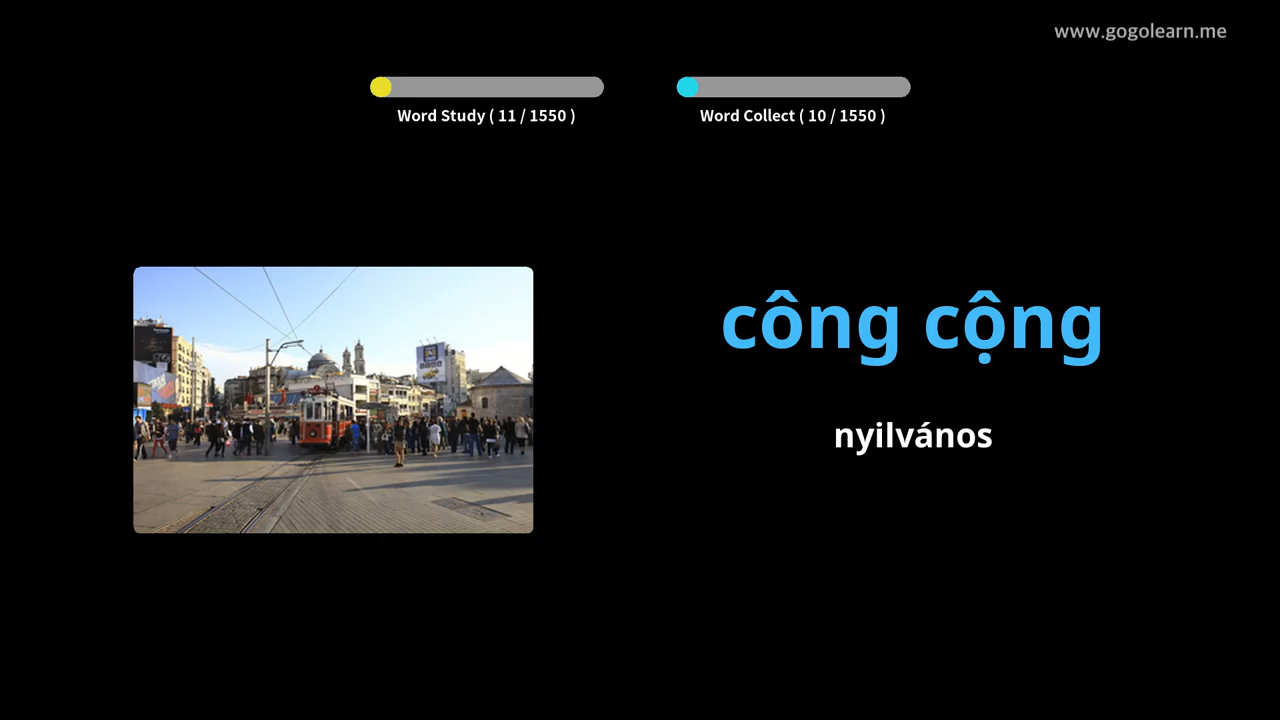 www.gogolearn.me
Word Study ( 11 / 1550 )
Word Collect ( 10 / 1550 )
công cộng
nyilvános